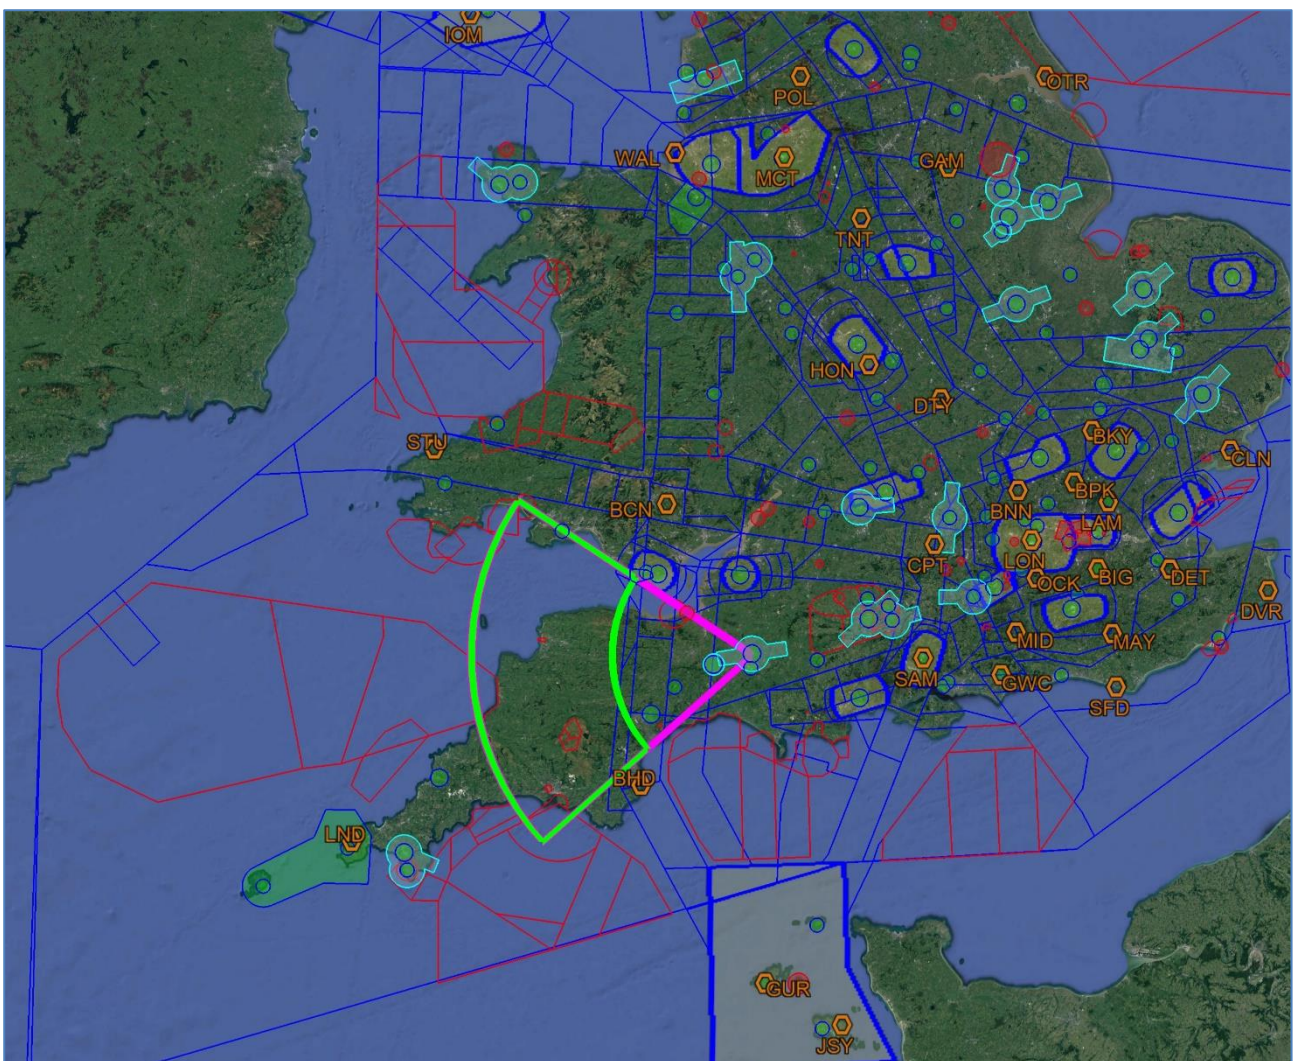 IOM
POL
OTR
WAL
MCT
GAM
TNT
HON
DTY
STU
BKY
CLN
BCN
BPK
BNN
LAM
CPT
LON
OCK
BIG
DET
DVR
MID
MAY
SAM
GWC
SFD
BHD
LND
GUR
JSY